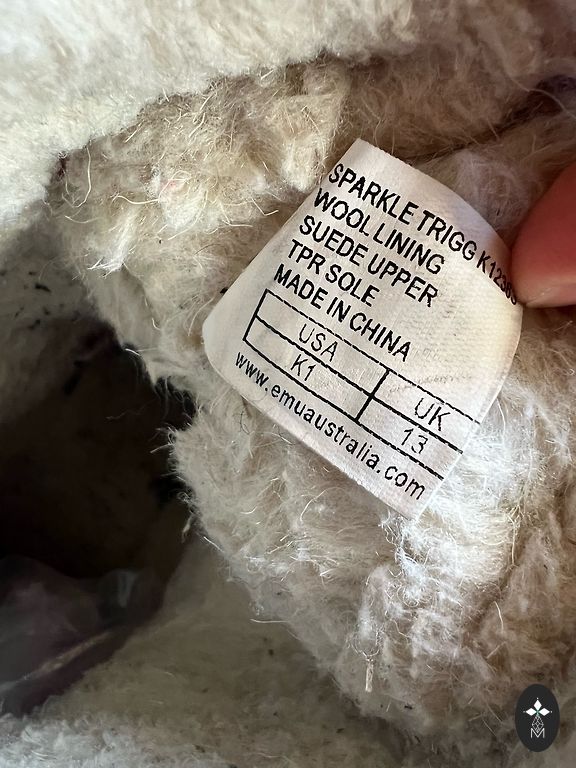 SPARKLE TRIGG
WOOL LINING
SUEDE UPPER
TPR SOLE
MADE IN CHINA
USA UK
K1 13
www.emuaustralia.com
M